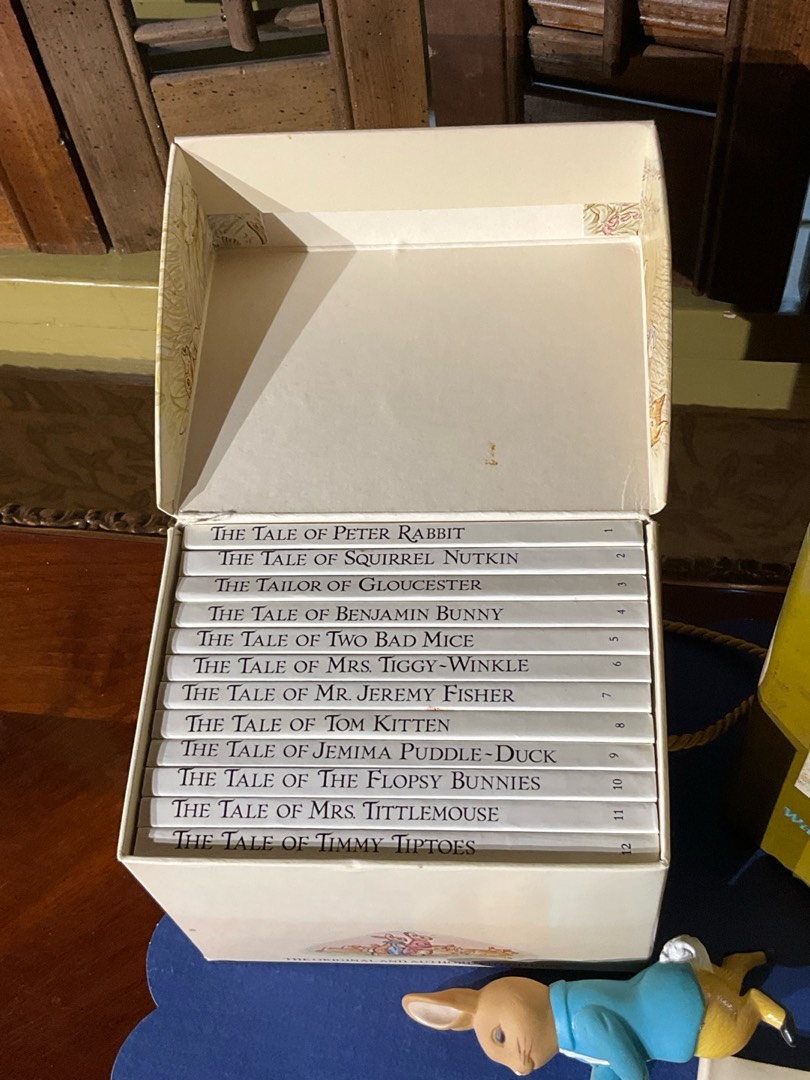 THE TALE OF PETER RABBIT 1
THE TALE OF SQUIRREL NUTKIN 2
THE TAILOR OF GLOUCESTER 3
THE TALE OF BENJAMIN BUNNY 4
THE TALE OF TWO BAD MICE 5
THE TALE OF MRS. TIGGY-WINKLE 6
THE TALE OF MR. JEREMY FISHER 7
THE TALE OF TOM KITTEN 8
THE TALE OF JEMIMA PUDDLE-DUCK 9
THE TALE OF THE FLOPSY BUNNIES 10
THE TALE OF MRS. TITTLEMOUSE 11
THE TALE OF TIMMY TIPTOES 12
THE ORIGINAL AND